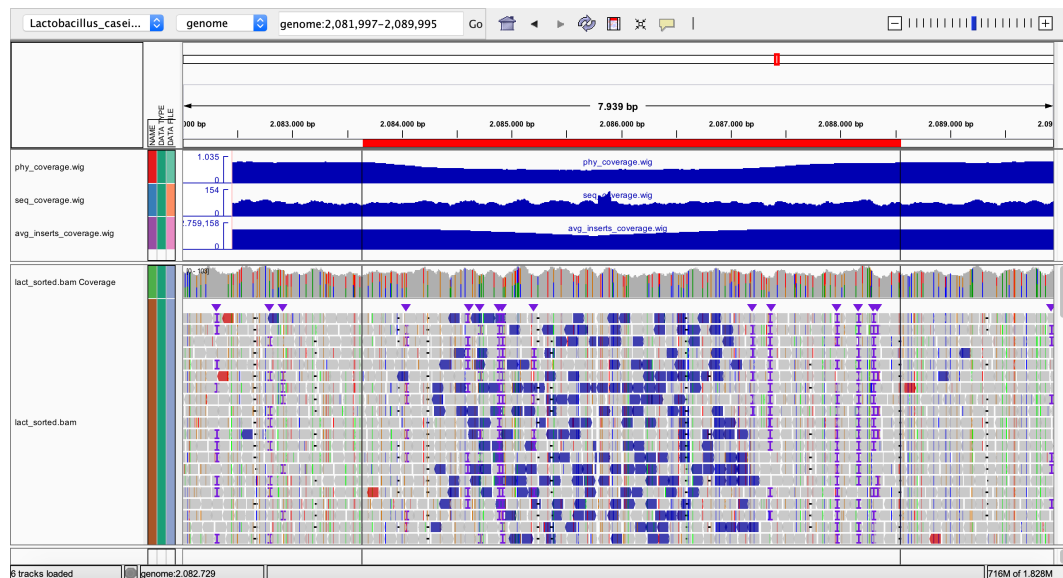 Lactobacillus_casei... genome genome:2,081,997-2,089,995 Go
7.939 bp
000 bp 2.083.000 bp 2.084.000 bp 2.085.000 bp 2.086.000 bp 2.087.000 bp 2.088.000 bp 2.089.000 bp 2.09
NAME
DATA TYPE
DATA FILE
phy_coverage.wig 1.035 0 phy_coverage.wig
seq_coverage.wig 154 0 seq_coverage.wig
avg_inserts_coverage.wig 2.759,158 0 avg_inserts_coverage.wig
lact_sorted.bam Coverage
lact_sorted.bam
6 tracks loaded genome:2.082.729 716M of 1.828M